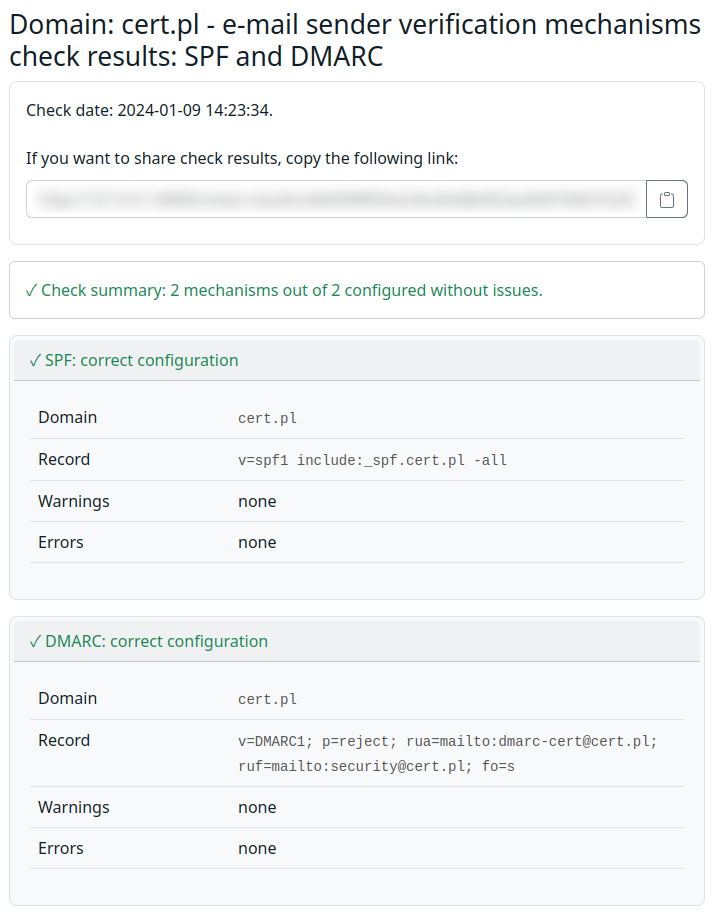 Domain: cert.pl - e-mail sender verification mechanisms
check results: SPF and DMARC
Check date: 2024-01-09 14:23:34.
If you want to share check results, copy the following link:
✓ Check summary: 2 mechanisms out of 2 configured without issues.
✓ SPF: correct configuration
Domain cert.pl
Record v=spf1 include:_spf.cert.pl -all
Warnings none
Errors none
✓ DMARC: correct configuration
Domain cert.pl
Record v=DMARC1; p=reject; rua=mailto:dmarc-cert@cert.pl;
ruf=mailto:security@cert.pl; fo=s
Warnings none
Errors none